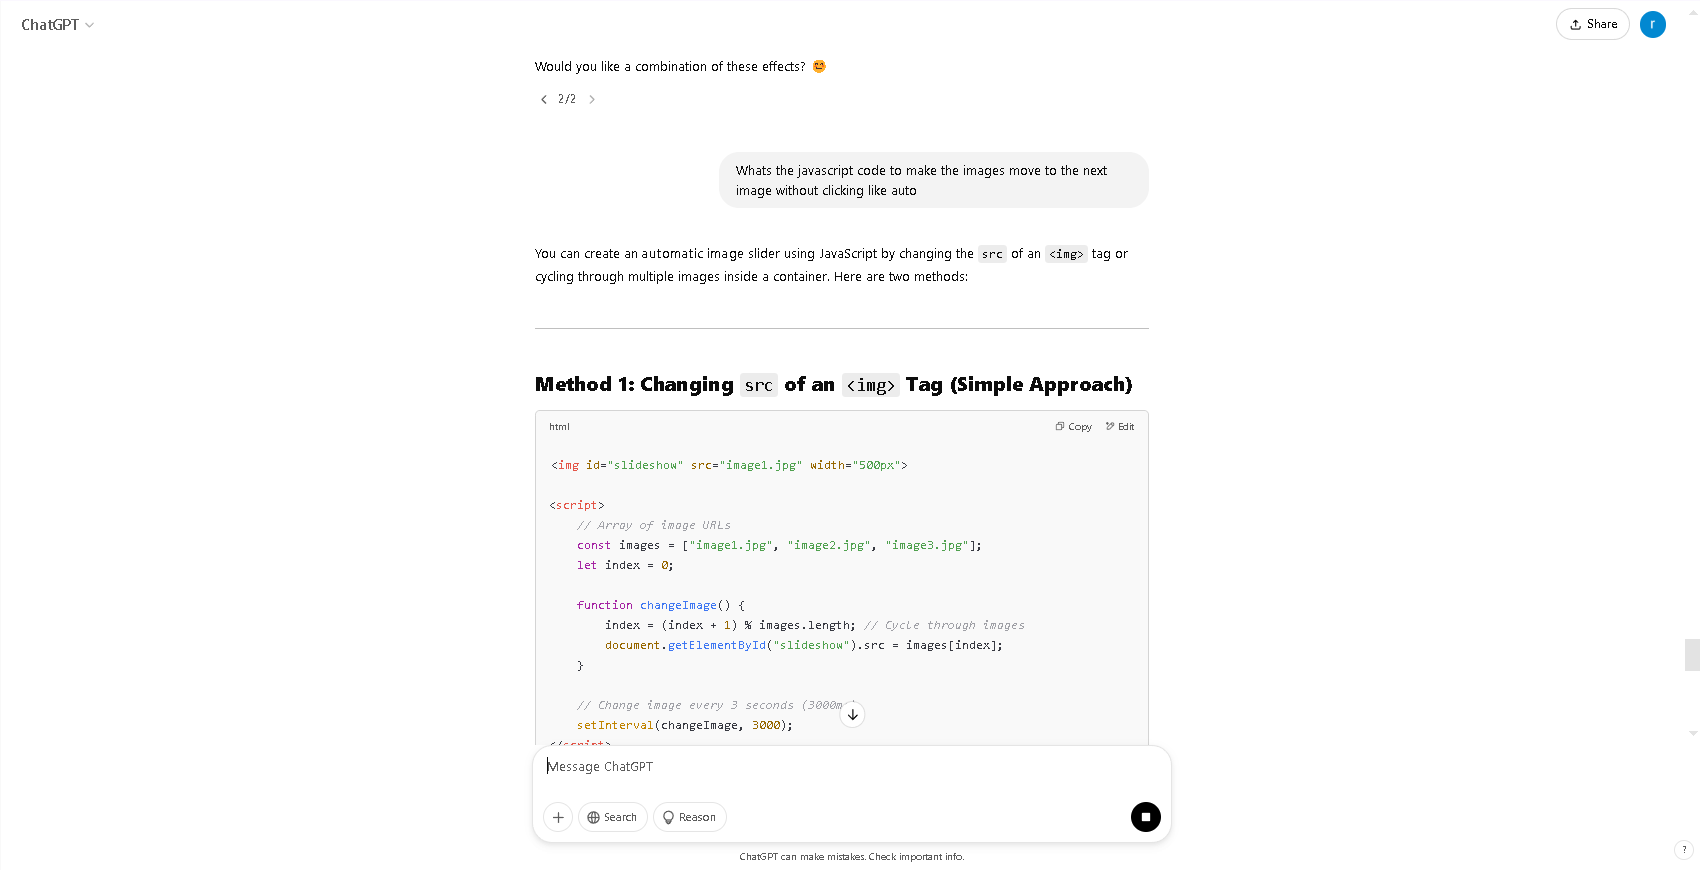 ChatGPT
Share
r
Would you like a combination of these effects?
2/2
Whats the javascript code to make the images move to the next
image without clicking like auto
You can create an automatic image slider using JavaScript by changing the src of an <img> tag or
cycling through multiple images inside a container. Here are two methods:
Method 1: Changing src of an <img> Tag (Simple Approach)
html
Copy
Edit
<img id="slideshow" src="image1.jpg" width="500px">
<script>
// Array of image URLs
const images = ["image1.jpg", "image2.jpg", "image3.jpg"];
let index = 0;
function changeImage() {
index = (index + 1) % images.length; // Cycle through images
document.getElementById("slideshow").src = images[index];
}
// Change image every 3 seconds (3000m
setInterval(changeImage, 3000);
</script>
Message ChatGPT
Search
Reason
ChatGPT can make mistakes. Check important info.
?